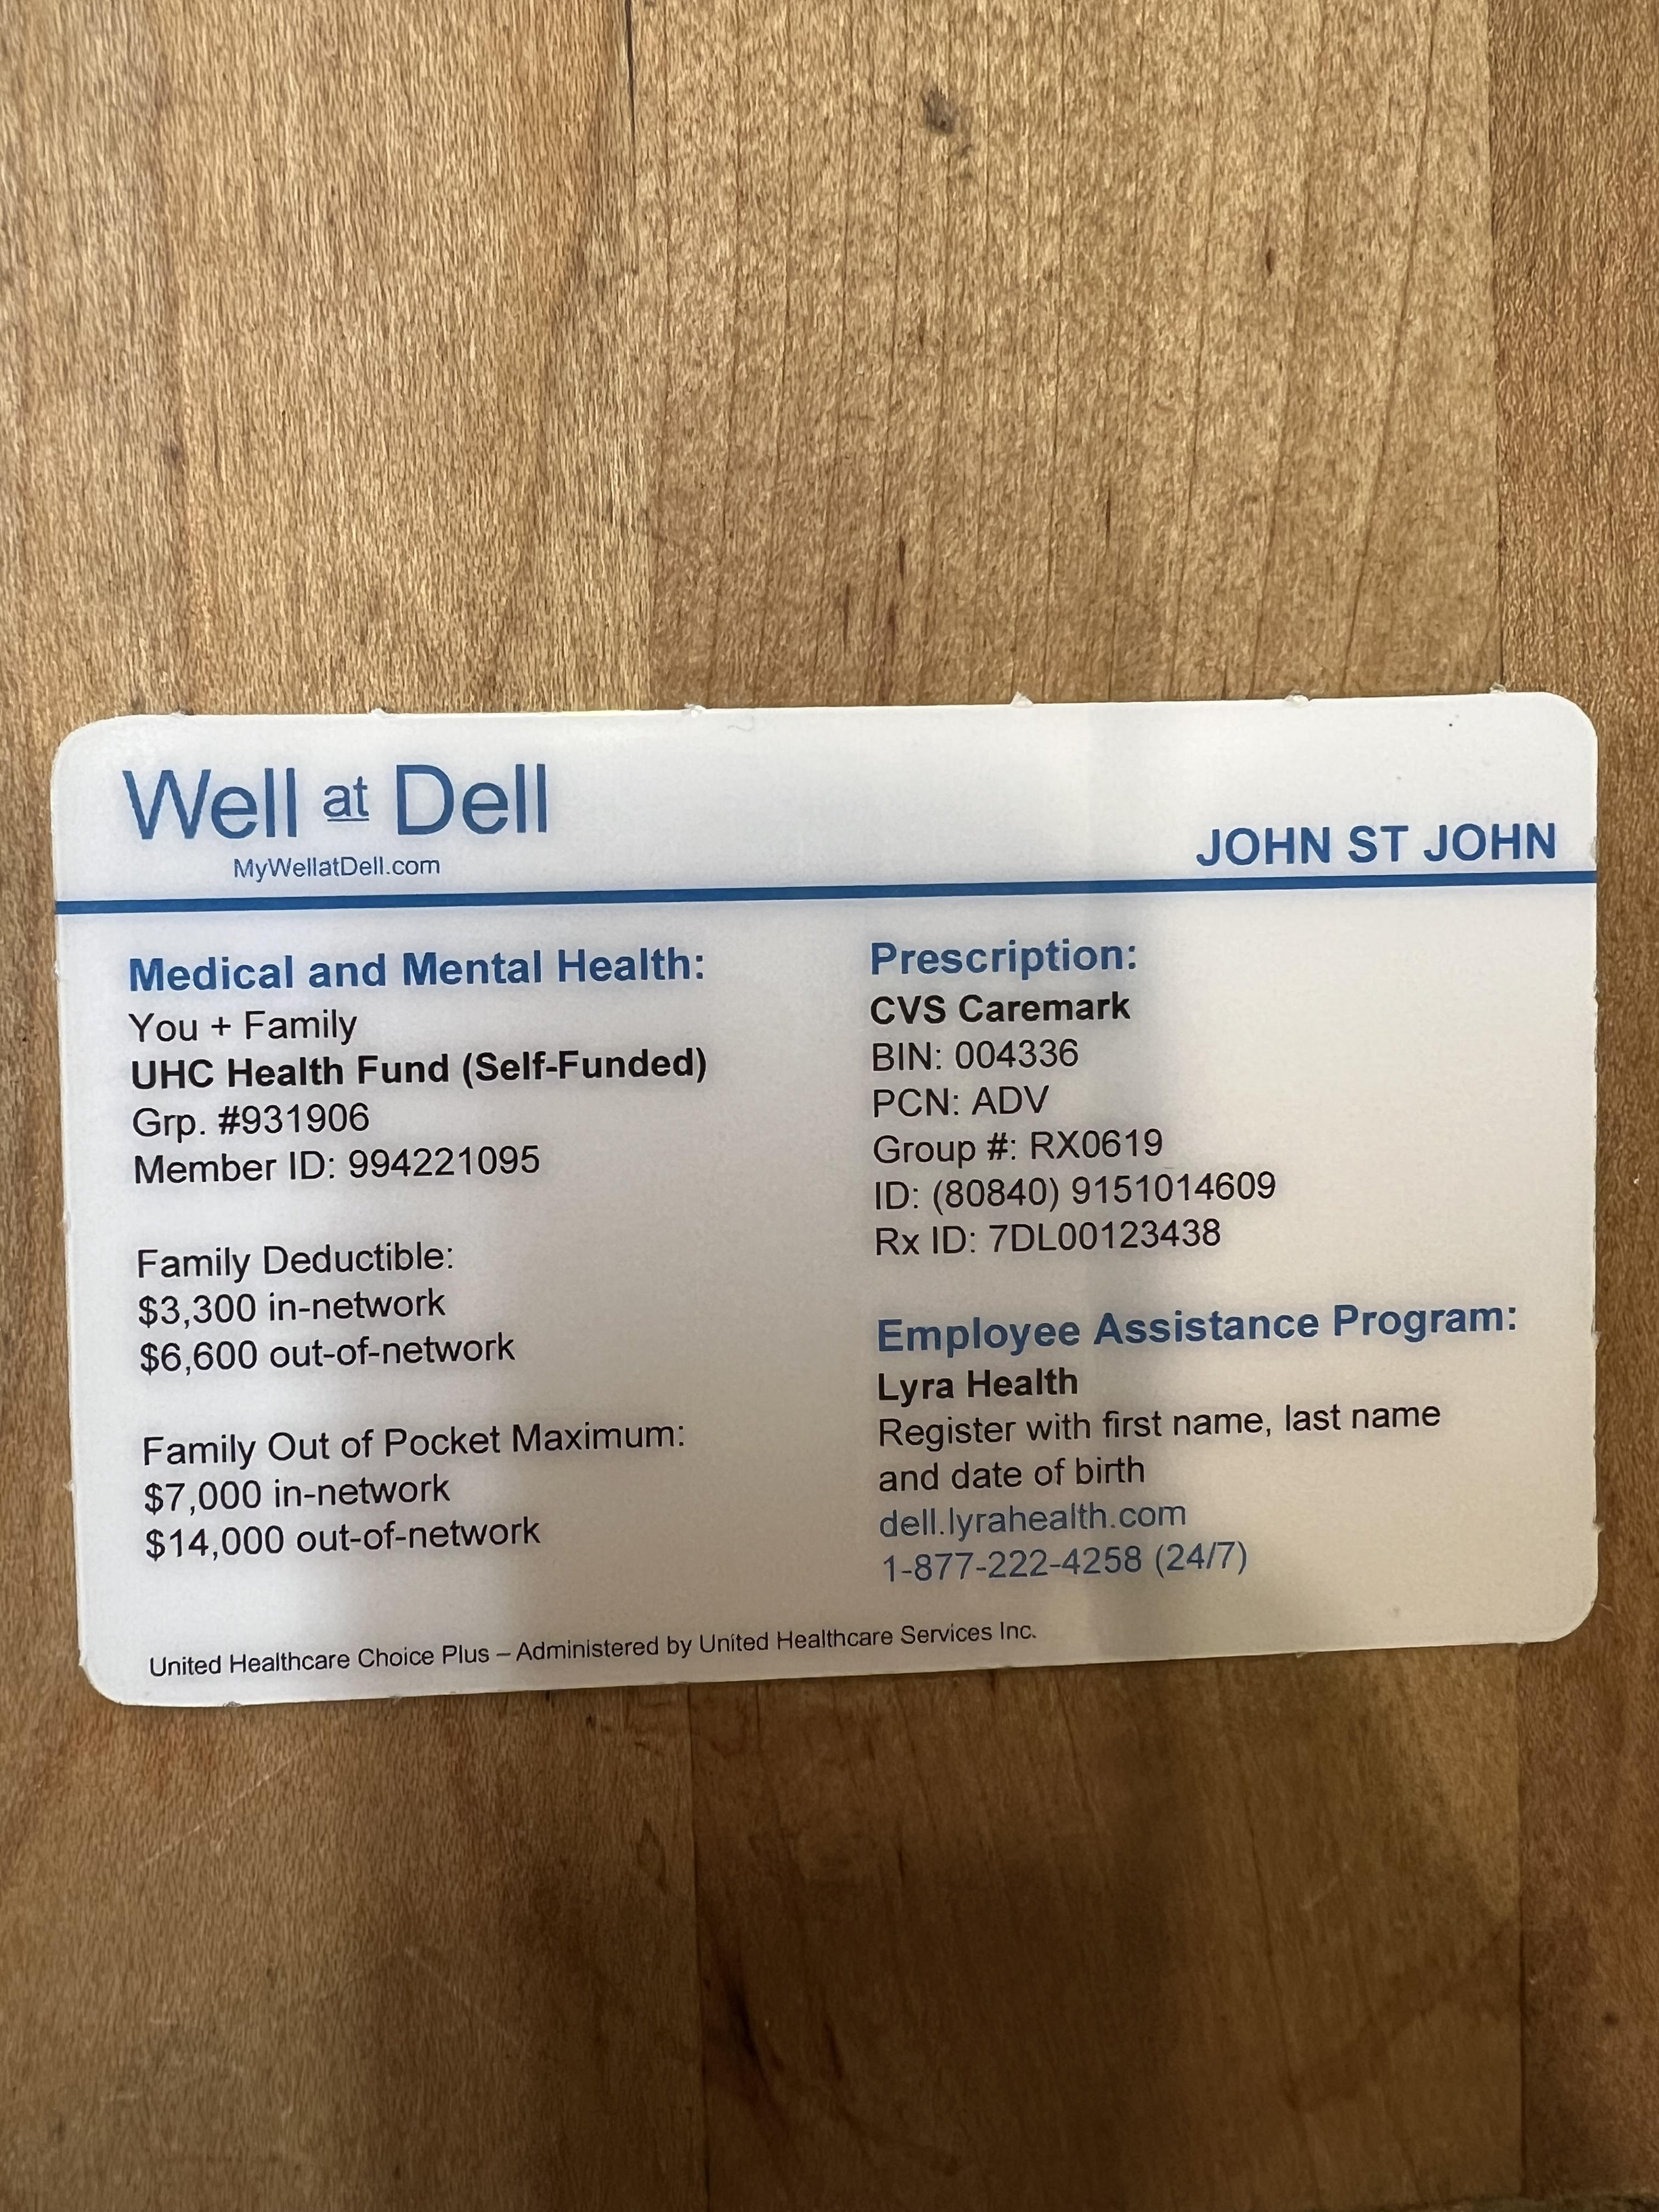 Well at Dell
MyWellatDell.com
JOHN ST JOHN
Medical and Mental Health:
You + Family
UHC Health Fund (Self-Funded)
Grp. #931906
Member ID: 994221095
Family Deductible:
$3,300 in-network
$6,600 out-of-network
Family Out of Pocket Maximum:
$7,000 in-network
$14,000 out-of-network
Prescription:
CVS Caremark
BIN: 004336
PCN: ADV
Group #: RX0619
ID: (80840) 9151014609
Rx ID: 7DL00123438
Employee Assistance Program:
Lyra Health
Register with first name, last name
and date of birth
dell.lyrahealth.com
1-877-222-4258 (24/7)
United Healthcare Choice Plus – Administered by United Healthcare Services Inc.